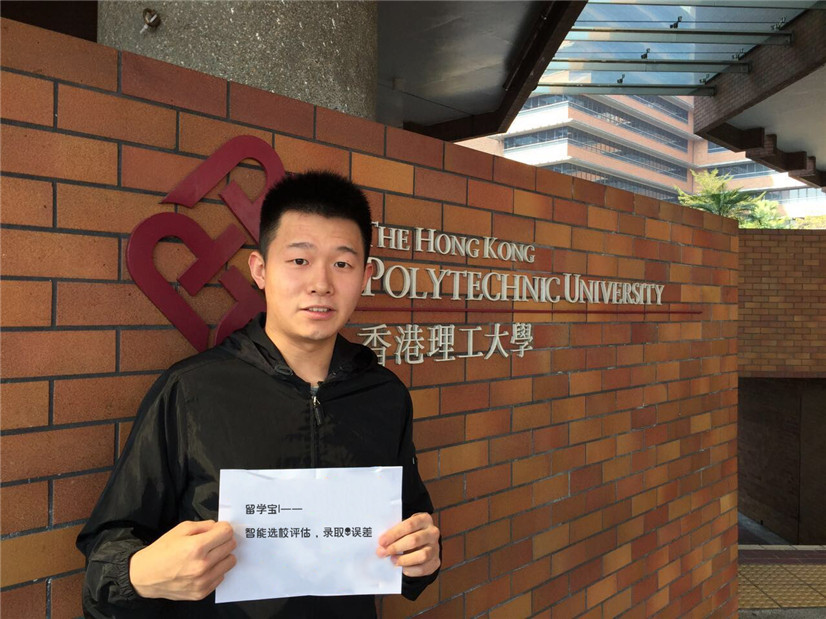 THE HONG KONG
POLYTECHNIC UNIVERSITY
香港理工大學
留学宝|——
智能选校评估，录取0误差